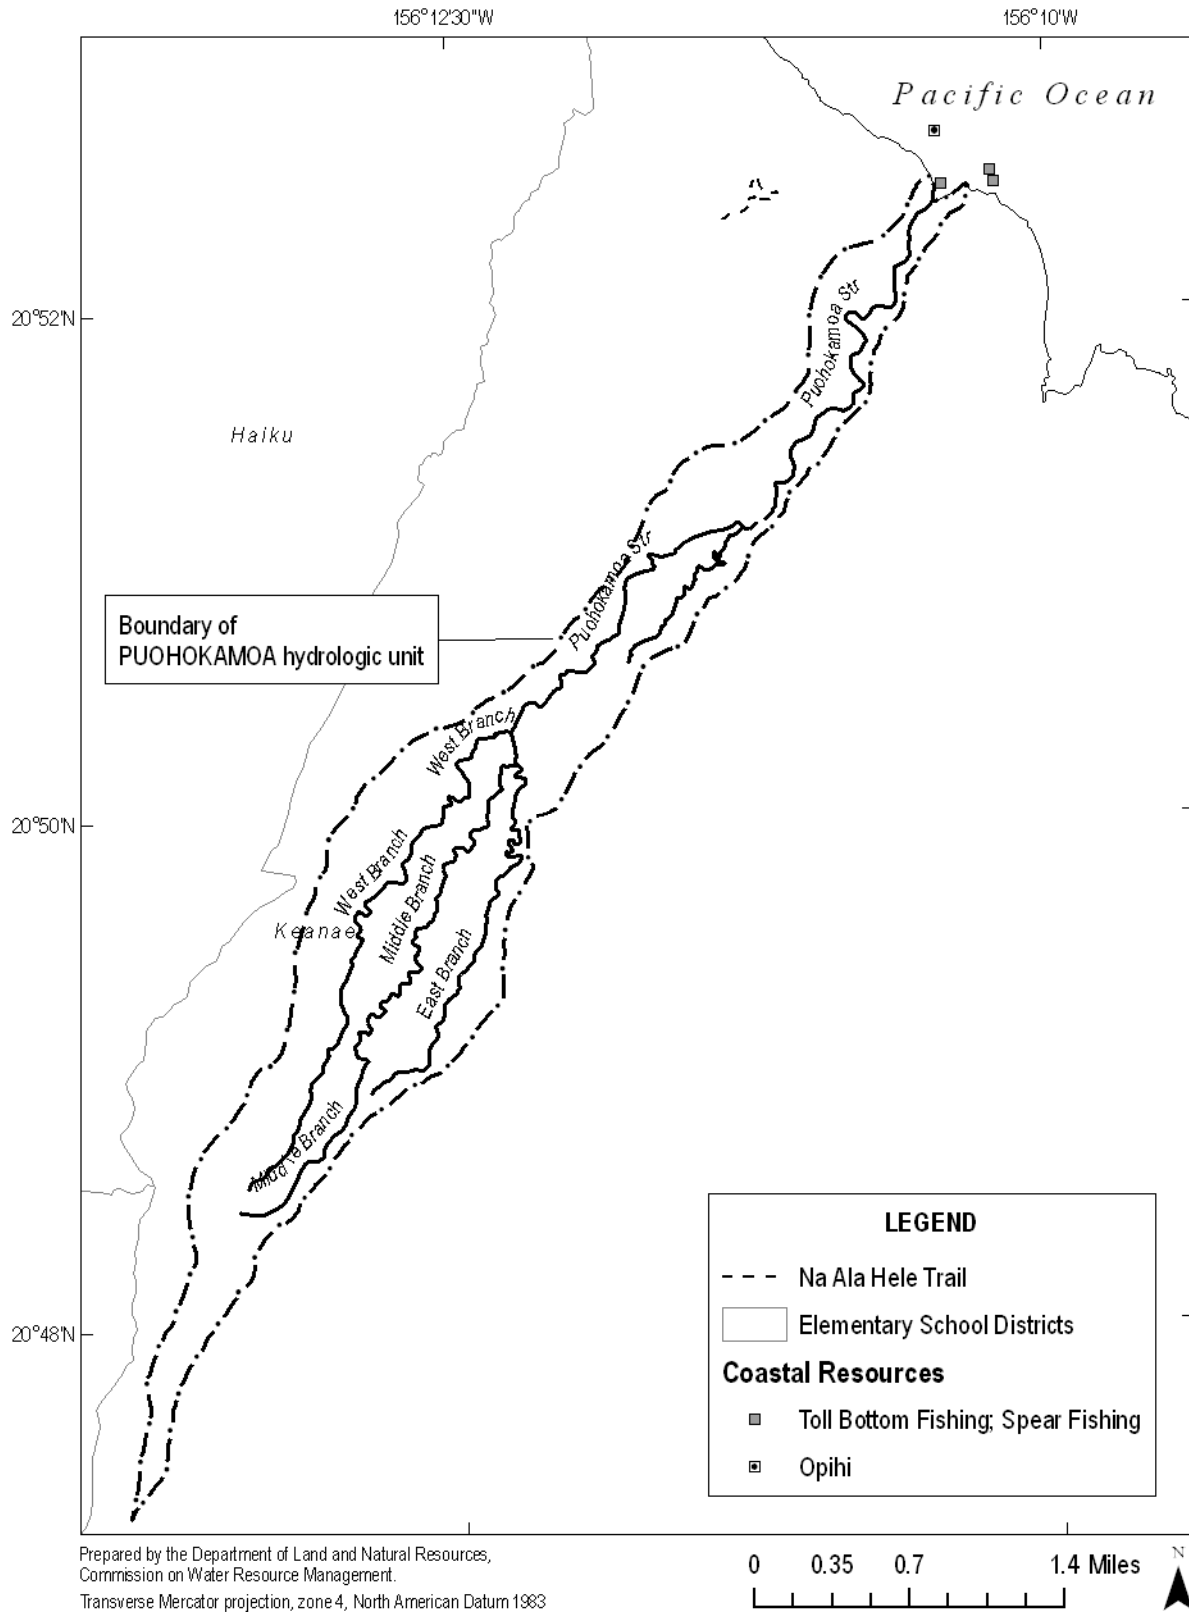 156°12'30"W
156°10'W
Pacific Ocean
20°52'N
Puohokamoa Str
Haiku
Puohokamoa Str
Boundary of
PUOHOKAMOA hydrologic unit
West Branch
20°50'N
West Branch
Middle Branch
Keanae
East Branch
Middle Branch
20°48'N
LEGEND
Na Ala Hele Trail
Elementary School Districts
Coastal Resources
Toll Bottom Fishing; Spear Fishing
Opihi
Prepared by the Department of Land and Natural Resources,
Commission on Water Resource Management.
Transverse Mercator projection, zone 4, North American Datum 1983
0 0.35 0.7 1.4 Miles
N